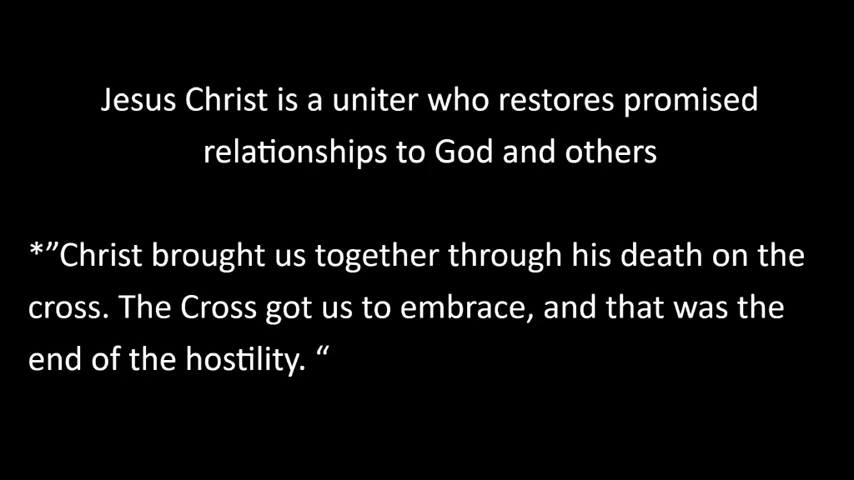 Jesus Christ is a uniter who restores promised
relationships to God and others
*”Christ brought us together through his death on the
cross. The Cross got us to embrace, and that was the
end of the hostility. “